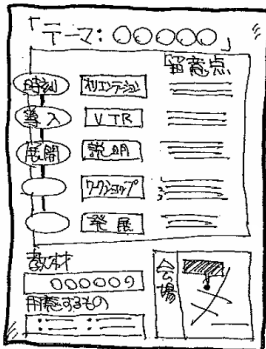 「テーマ:○○○○○」
留意点
時刻 オリエンテーション
導入 VTR
展開 説明
ワークショップ
発展
教材
○○○○○○
用意するもの
会場